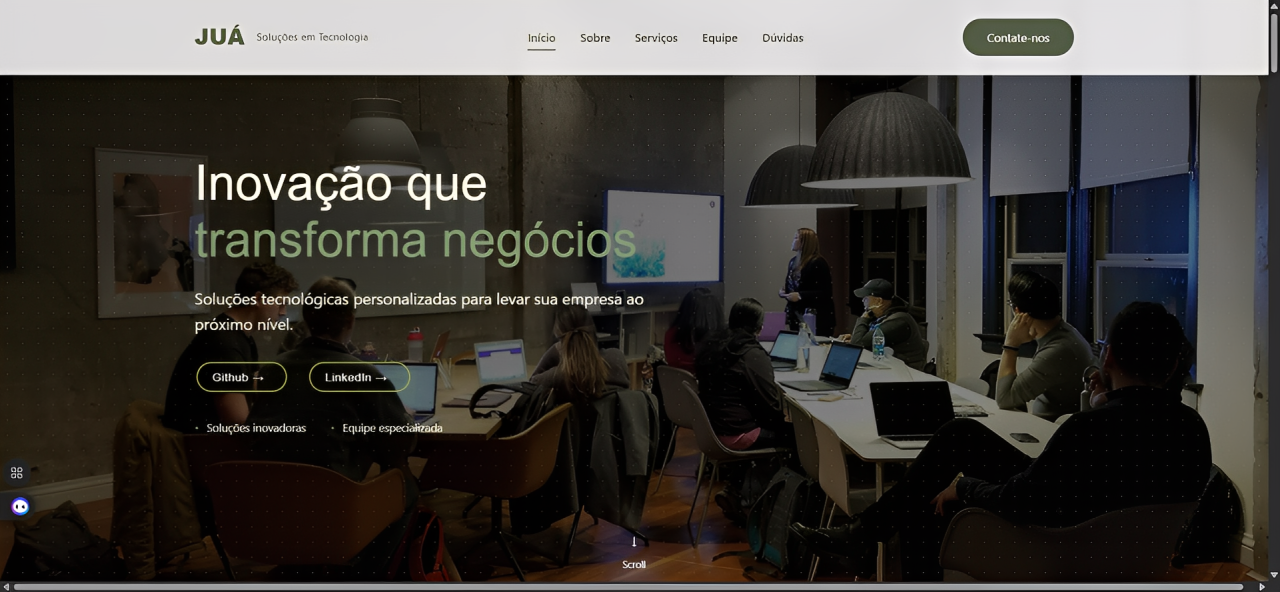 JUÁ Soluções em Tecnologia
Início Sobre Serviços Equipe Dúvidas
Contate-nos
Inovação que
transforma negócios
Soluções tecnológicas personalizadas para levar sua empresa ao
próximo nível.
Github → LinkedIn →
• Soluções inovadoras • Equipe especializada
↓
Scroll